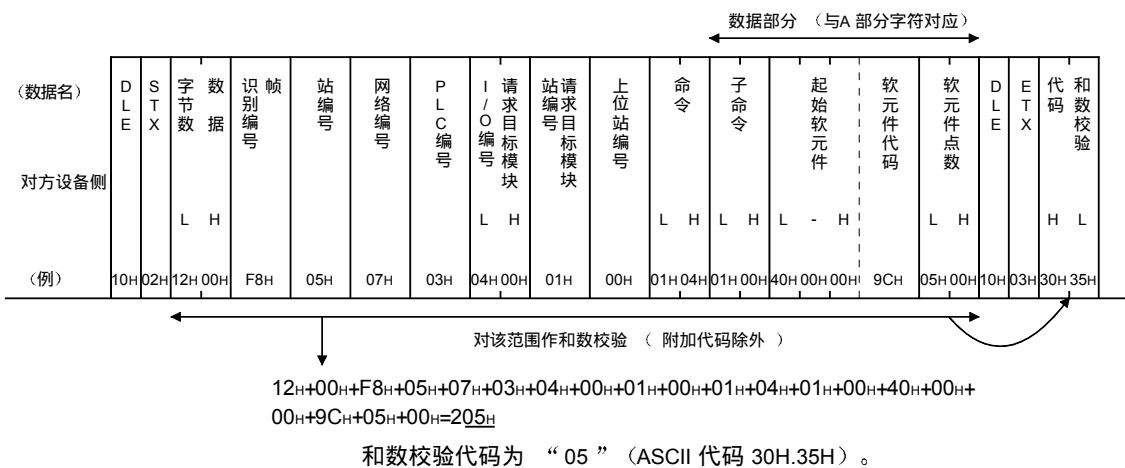 数据部分 （与A 部分字符对应）
（数据名）
DLE
STX
字节数 数据
识别编号 帧
站编号
网络编号
PLC编号
I/O编号 请求目标模块
站编号 请求目标模块
上位站编号
命令
子命令
起始软元件
软元件代码
软元件点数
DLE
ETX
代码 和数校验
对方设备侧
L H L H L H L H L - H L H H L
（例） 10H 02H 12H 00H F8H 05H 07H 03H 04H 00H 01H 00H 01H 04H 01H 00H 40H 00H 00H 9CH 05H 00H 10H 03H 30H 35H
对该范围作和数校验 （ 附加代码除外 ）
12H+00H+F8H+05H+07H+03H+04H+00H+01H+00H+01H+04H+01H+00H+40H+00H+
00H+9CH+05H+00H=205H
和数校验代码为 “ 05 ” （ASCII 代码 30H.35H）。